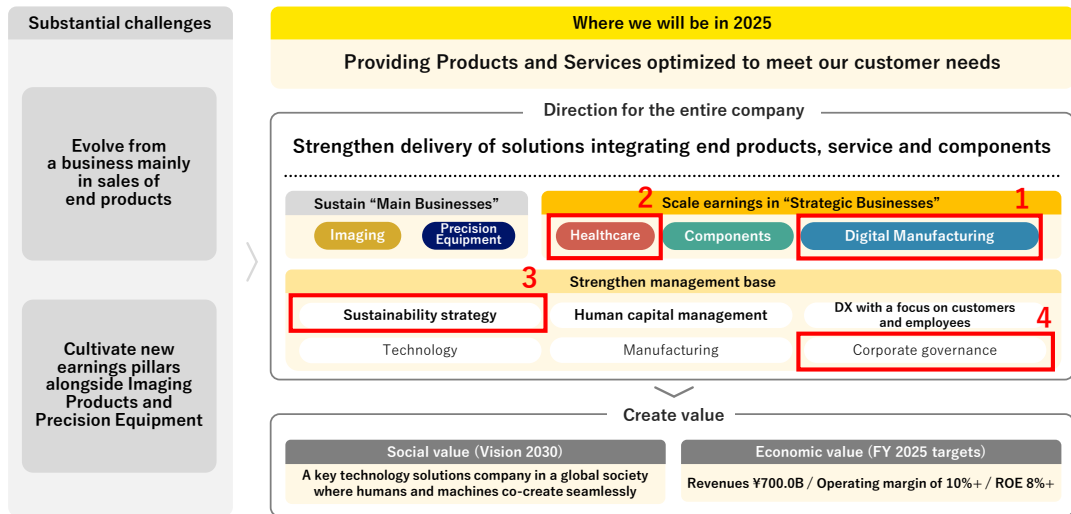 Substantial challenges
Evolve from
a business mainly
in sales of
end products
Cultivate new
earnings pillars
alongside Imaging
Products and
Precision Equipment
Where we will be in 2025
Providing Products and Services optimized to meet our customer needs
Direction for the entire company
Strengthen delivery of solutions integrating end products, service and components
Sustain “Main Businesses”
Imaging
Precision
Equipment
2
1
Scale earnings in “Strategic Businesses”
Healthcare
Components
Digital Manufacturing
3
Strengthen management base
Sustainability strategy
Human capital management
DX with a focus on customers
and employees
4
Technology
Manufacturing
Corporate governance
Create value
Social value (Vision 2030)
A key technology solutions company in a global society
where humans and machines co-create seamlessly
Economic value (FY 2025 targets)
Revenues ¥700.0B / Operating margin of 10%+ / ROE 8%+